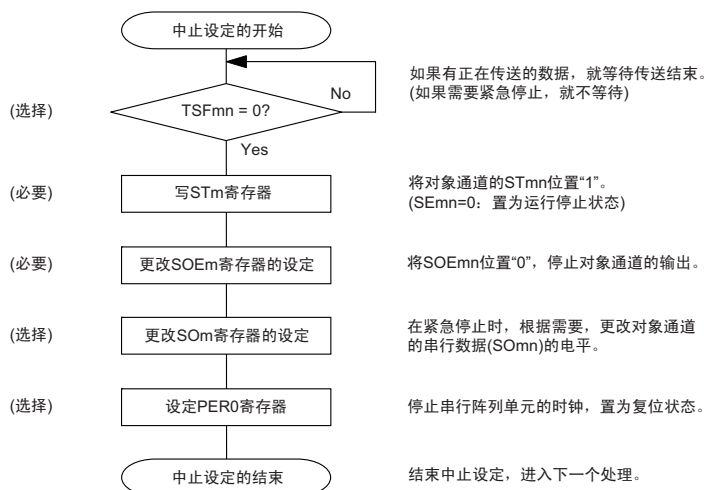 中止设定的开始
如果有正在传送的数据，就等待传送结束。
(如果需要紧急停止，就不等待)
No
(选择)
TSFmn = 0?
Yes
(必要)
写STm寄存器
将对象通道的STmn位置“1”。
(SEmn=0：置为运行停止状态)
(必要)
更改SOEm寄存器的设定
将SOEmn位置“0”，停止对象通道的输出。
(选择)
更改SOm寄存器的设定
在紧急停止时，根据需要，更改对象通道
的串行数据(SOmn)的电平。
(选择)
设定PER0寄存器
停止串行阵列单元的时钟，置为复位状态。
中止设定的结束
结束中止设定，进入下一个处理。